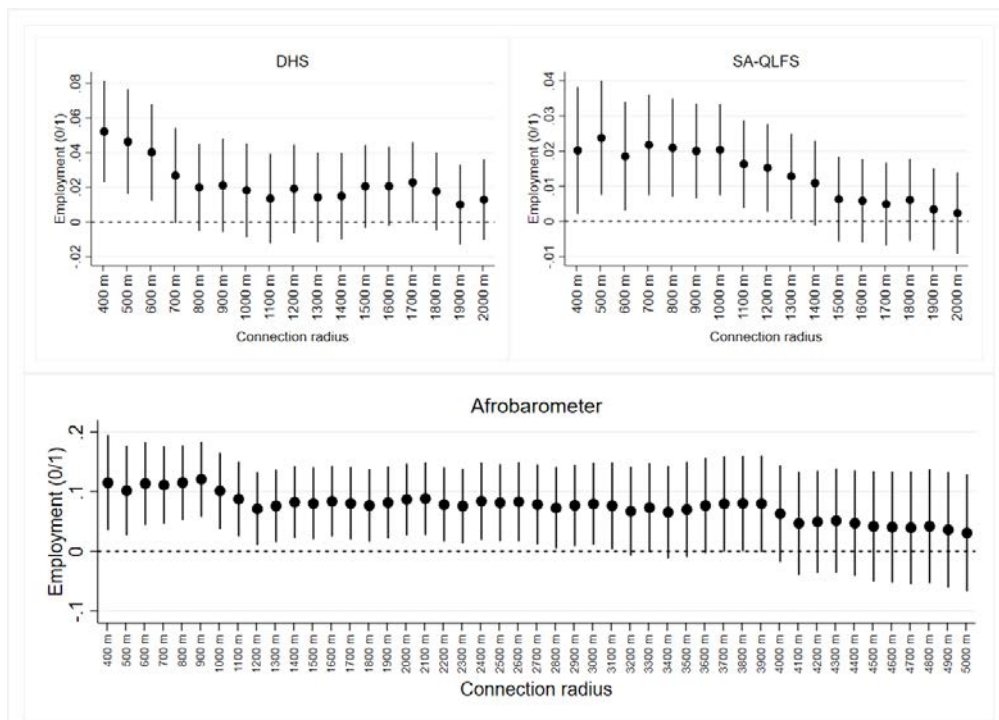 DHS
Employment (0/1)
.08
.06
.04
.02
0
-.02
400 m
500 m
600 m
700 m
800 m
900 m
1000 m
1100 m
1200 m
1300 m
1400 m
1500 m
1600 m
1700 m
1800 m
1900 m
2000 m
Connection radius
SA-QLFS
Employment (0/1)
.04
.03
.02
.01
0
-.01
400 m
500 m
600 m
700 m
800 m
900 m
1000 m
1100 m
1200 m
1300 m
1400 m
1500 m
1600 m
1700 m
1800 m
1900 m
2000 m
Connection radius
Afrobarometer
Employment (0/1)
.2
.1
0
-.1
400 m
500 m
600 m
700 m
800 m
900 m
1000 m
1100 m
1200 m
1300 m
1400 m
1500 m
1600 m
1700 m
1800 m
1900 m
2000 m
2100 m
2200 m
2300 m
2400 m
2500 m
2600 m
2700 m
2800 m
2900 m
3000 m
3100 m
3200 m
3300 m
3400 m
3500 m
3600 m
3700 m
3800 m
3900 m
4000 m
4100 m
4200 m
4300 m
4400 m
4500 m
4600 m
4700 m
4800 m
4900 m
5000 m
Connection radius